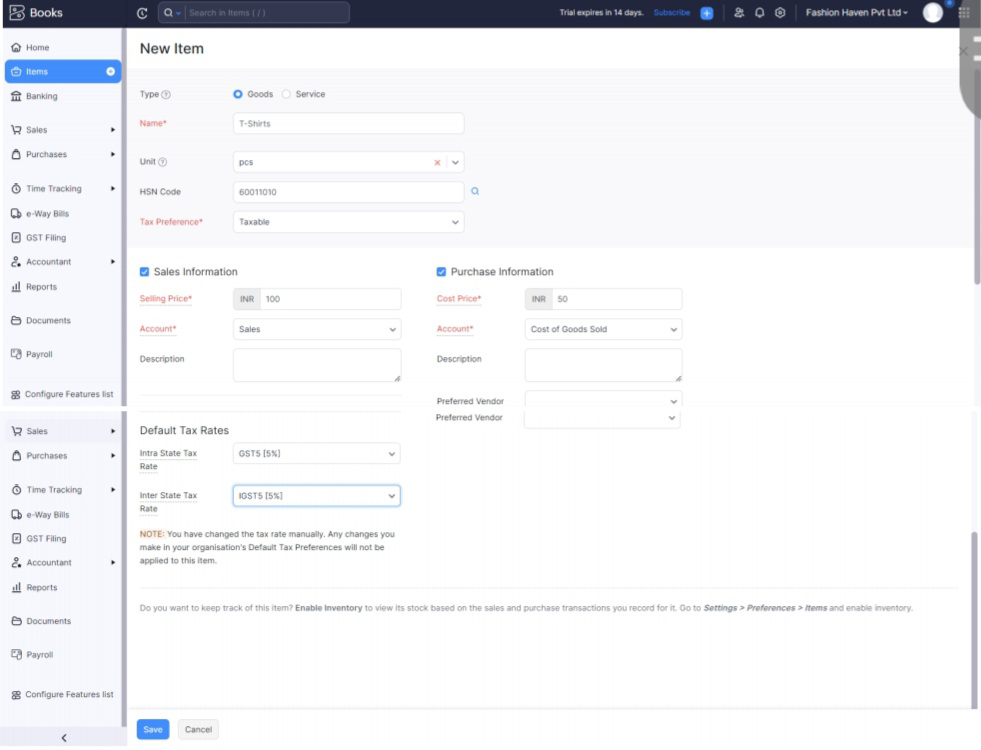 Books
Search in Items ( / )
Trial expires in 14 days. Subscribe
Fashion Haven Pvt Ltd
Home
Items
Banking
Sales
Purchases
Time Tracking
e-Way Bills
GST Filing
Accountant
Reports
Documents
Payroll
Configure Features list
New Item
Type
Goods Service
Name*
T-Shirts
Unit
pcs
HSN Code
60011010
Tax Preference*
Taxable
Sales Information
Selling Price*
INR 100
Account*
Sales
Description
Purchase Information
Cost Price*
INR 50
Account*
Cost of Goods Sold
Description
Preferred Vendor
Preferred Vendor
Sales
Purchases
Time Tracking
e-Way Bills
GST Filing
Accountant
Reports
Documents
Payroll
Configure Features list
Default Tax Rates
Intra State Tax
Rate
GST5 [5%]
Inter State Tax
Rate
IGST5 [5%]
NOTE: You have changed the tax rate manually. Any changes you
make in your organisation's Default Tax Preferences will not be
applied to this item.
Do you want to keep track of this item? Enable Inventory to view its stock based on the sales and purchase transactions you record for it. Go to Settings > Preferences > Items and enable inventory.
Save
Cancel